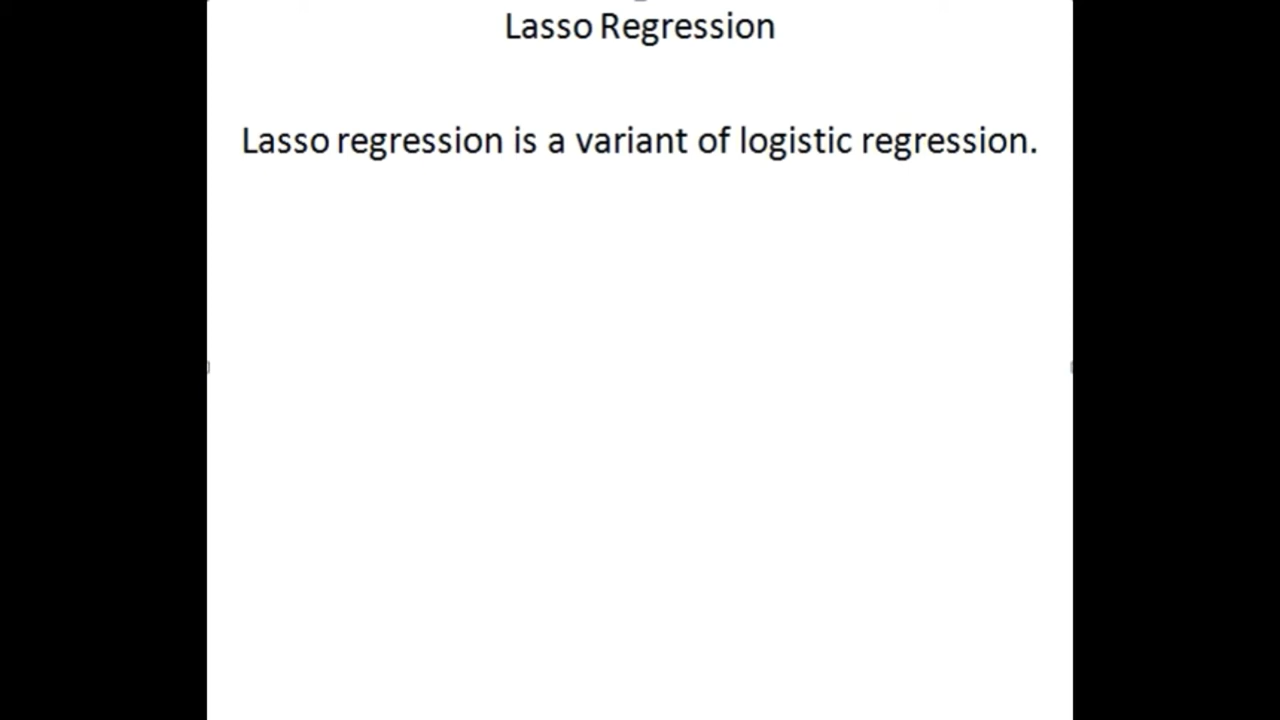 Lasso Regression
Lasso regression is a variant of logistic regression.